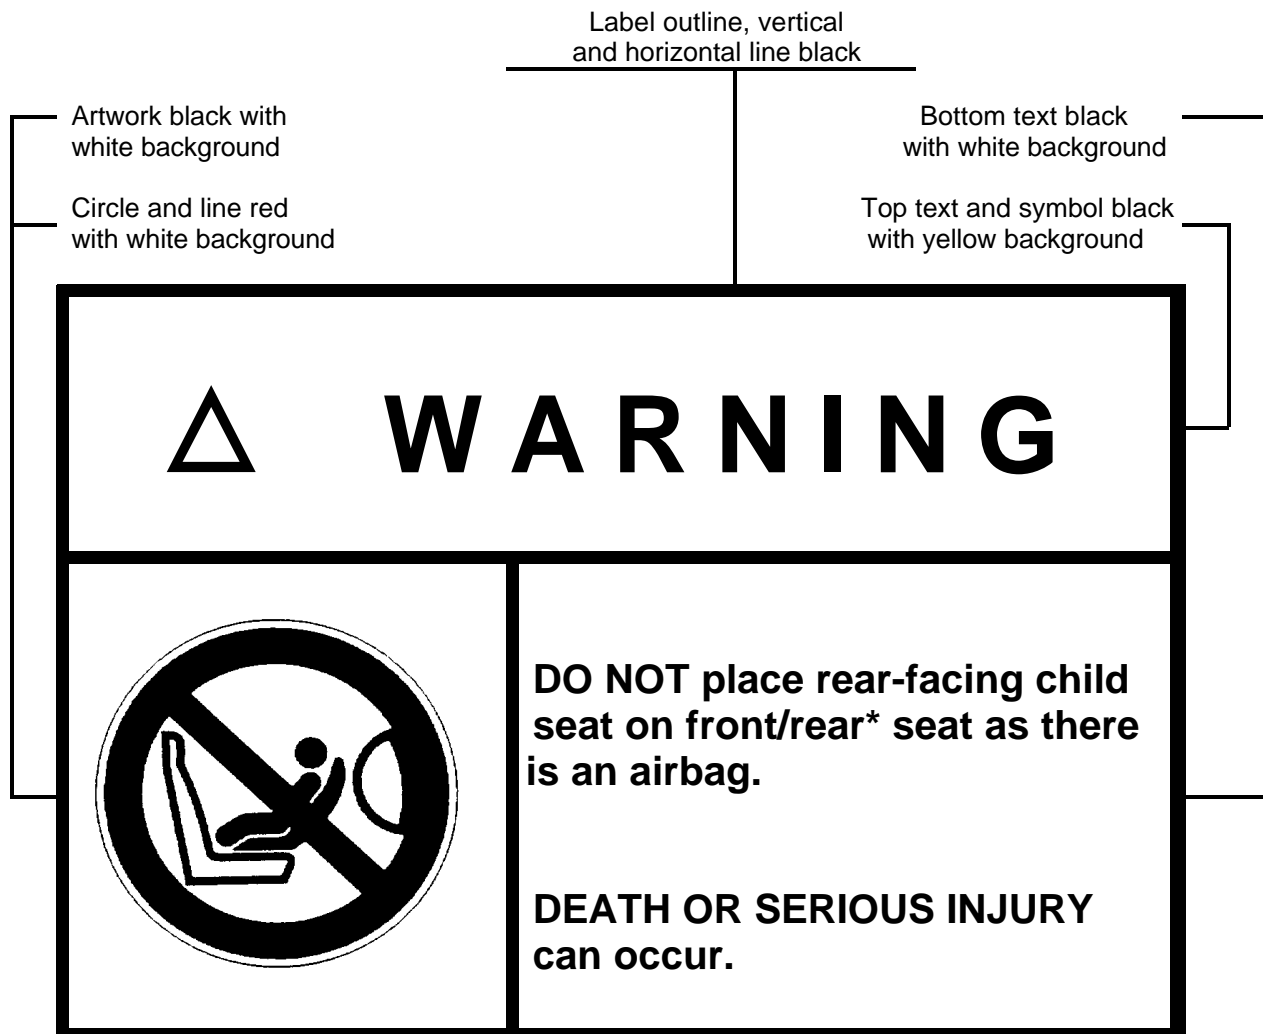 Label outline, vertical
and horizontal line black
Artwork black with
white background
Bottom text black
with white background
Circle and line red
with white background
Top text and symbol black
with yellow background
WARNING
DO NOT place rear-facing child
seat on front/rear* seat as there
is an airbag.
DEATH OR SERIOUS INJURY
can occur.